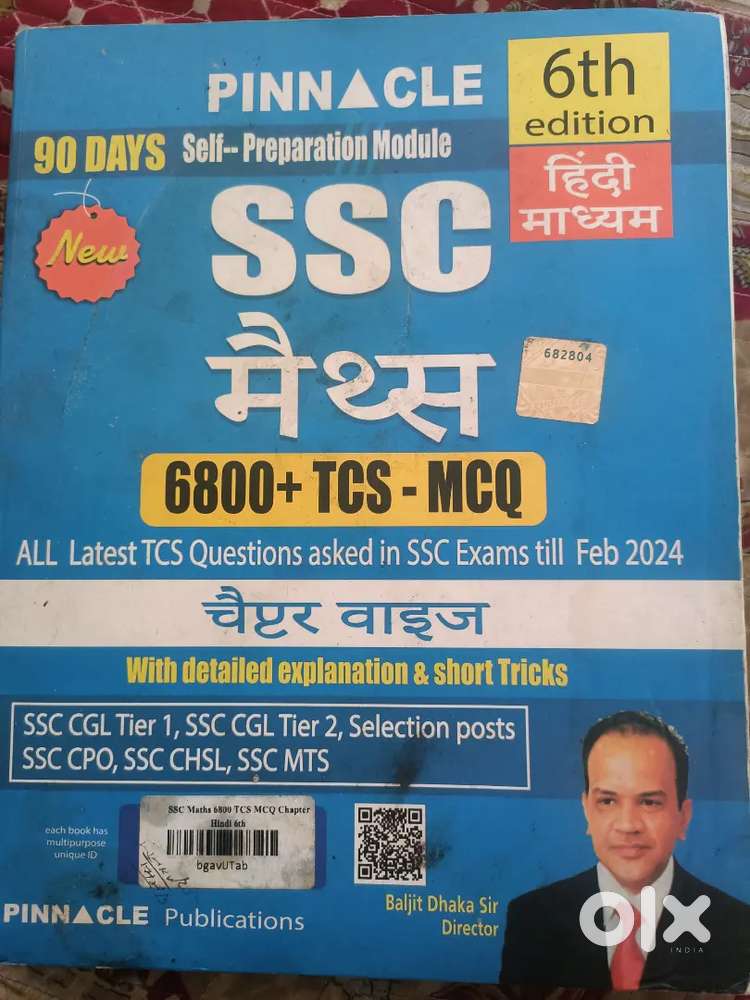 PINNACLE
6th
edition
90 DAYS Self-- Preparation Module
हिंदी
माध्यम
New
SSC
मैथ्स
682804
6800+ TCS - MCQ
ALL Latest TCS Questions asked in SSC Exams till Feb 2024
चैप्टर वाइज
With detailed explanation & short Tricks
SSC CGL Tier 1, SSC CGL Tier 2, Selection posts
SSC CPO, SSC CHSL, SSC MTS
SSC Maths 6800 TCS MCQ Chapter
Hindi 6th
each book has
multipurpose
unique ID
bgavUTab
Baljit Dhaka Sir
Director
PINNACLE Publications
olx
INDIA